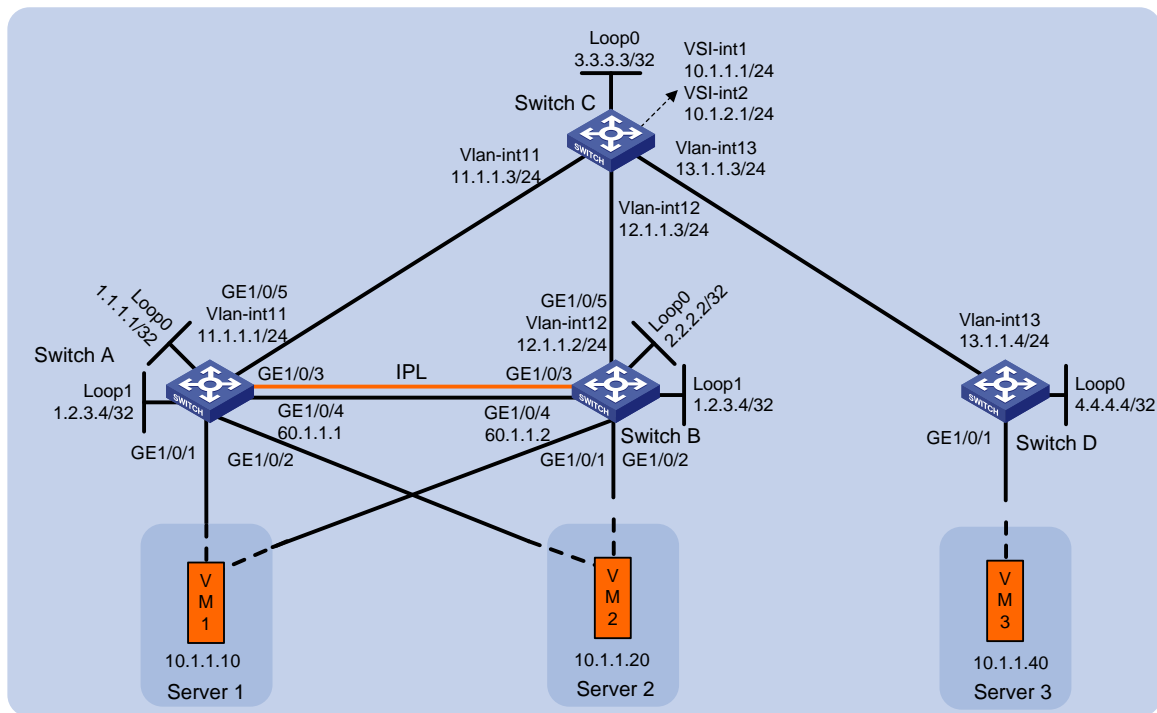 Loop0
3.3.3.3/32
VSI-int1
10.1.1.1/24
VSI-int2
10.1.2.1/24
Switch C
SWITCH
Vlan-int11
11.1.1.3/24
Vlan-int13
13.1.1.3/24
Vlan-int12
12.1.1.3/24
Loop0
1.1.1.1/32
GE1/0/5
Vlan-int11
11.1.1.1/24
GE1/0/5
Vlan-int12
12.1.1.2/24
Loop0
2.2.2.2/32
Vlan-int13
13.1.1.4/24
Switch A
Loop1
1.2.3.4/32
SWITCH
GE1/0/3
IPL
GE1/0/3
SWITCH
Loop1
1.2.3.4/32
SWITCH
Loop0
4.4.4.4/32
GE1/0/4
60.1.1.1
GE1/0/4
60.1.1.2
Switch B
GE1/0/1
Switch D
GE1/0/1
GE1/0/2
GE1/0/1
GE1/0/2
V
M
1
V
M
2
V
M
3
10.1.1.10
10.1.1.20
10.1.1.40
Server 1
Server 2
Server 3